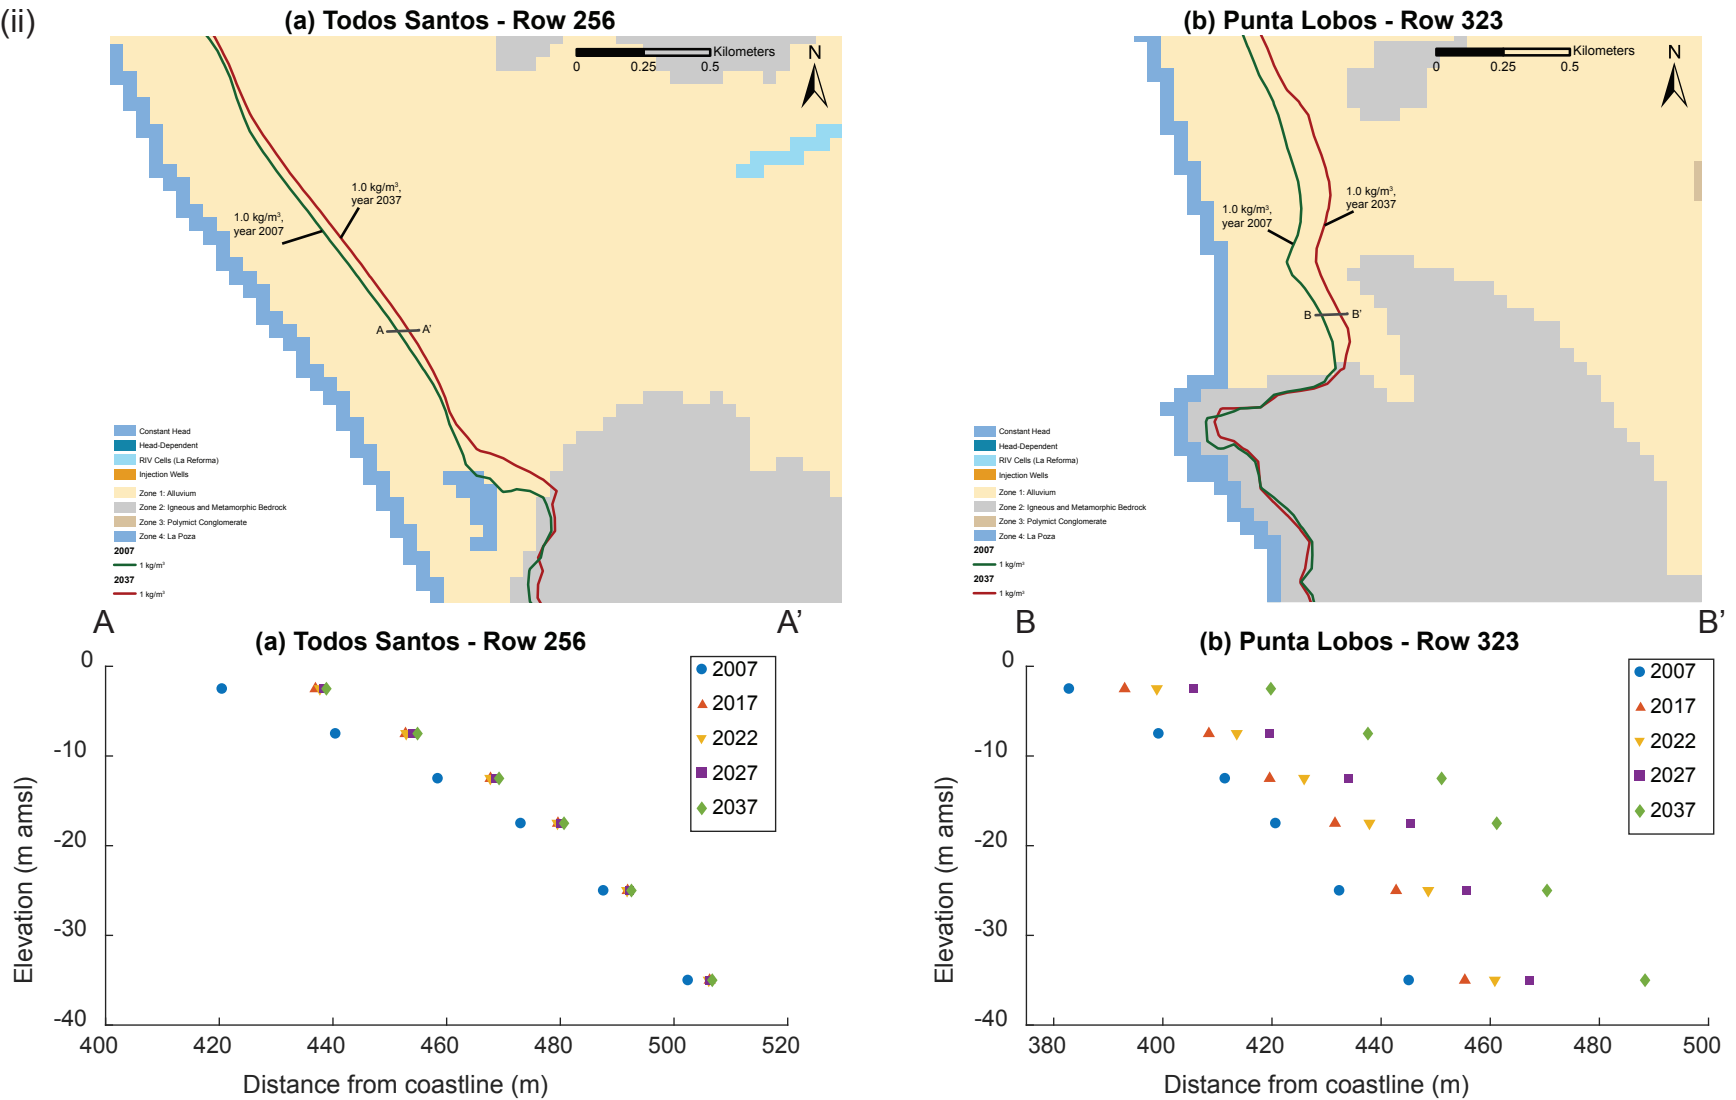 (ii)
(a) Todos Santos - Row 256
Kilometers
0 0.25 0.5
N
1.0 kg/m³,
year 2037
1.0 kg/m³,
year 2007
A A'
Constant Head
Head-Dependent
RIV Cells (La Reforma)
Injection Wells
Zone 1: Alluvium
Zone 2: Igneous and Metamorphic Bedrock
Zone 3: Polymict Conglomerate
Zone 4: La Poza
2007
1 kg/m³
2037
1 kg/m³
(b) Punta Lobos - Row 323
Kilometers
0 0.25 0.5
N
1.0 kg/m³,
year 2037
1.0 kg/m³,
year 2007
B B'
Constant Head
Head-Dependent
RIV Cells (La Reforma)
Injection Wells
Zone 1: Alluvium
Zone 2: Igneous and Metamorphic Bedrock
Zone 3: Polymict Conglomerate
Zone 4: La Poza
2007
1 kg/m³
2037
1 kg/m³
A A’
(a) Todos Santos - Row 256
2007
2017
2022
2027
2037
0
-10
-20
-30
-40
Elevation (m amsl)
400 420 440 460 480 500 520
Distance from coastline (m)
B B’
(b) Punta Lobos - Row 323
2007
2017
2022
2027
2037
0
-10
-20
-30
-40
Elevation (m amsl)
380 400 420 440 460 480 500
Distance from coastline (m)